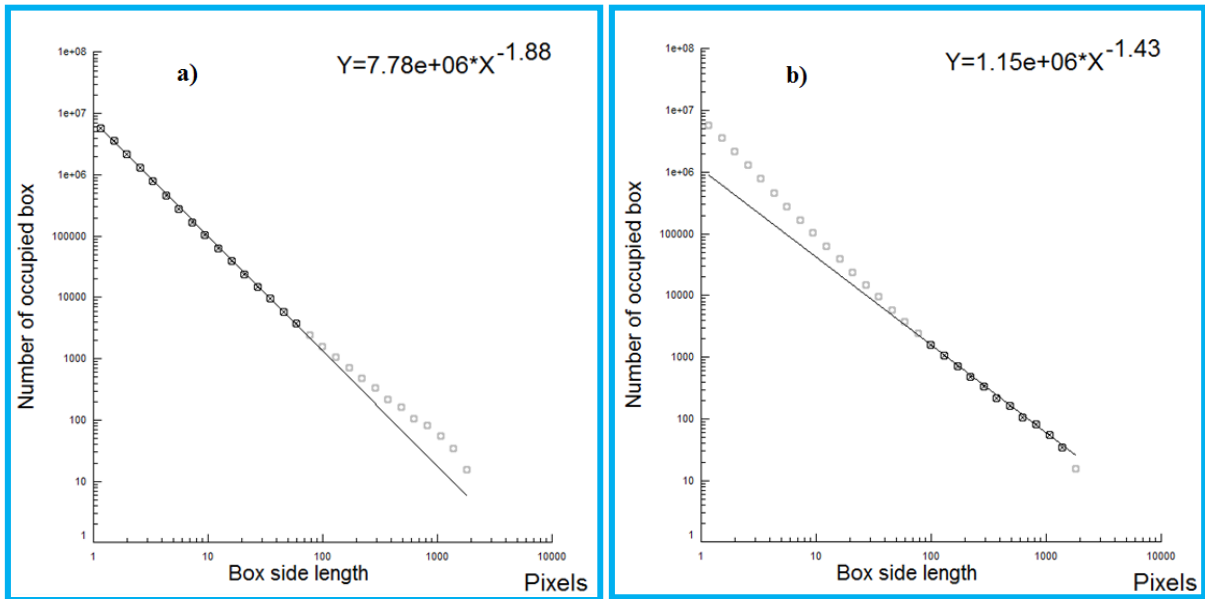 a)
Y=7.78e+06*X^-1.88
1e+08
1e+07
1e+06
100000
10000
1000
100
10
1
1 10 100 1000 10000
Number of occupied box
Box side length
Pixels
b)
Y=1.15e+06*X^-1.43
1e+08
1e+07
1e+06
100000
10000
1000
100
10
1
1 10 100 1000 10000
Number of occupied box
Box side length
Pixels